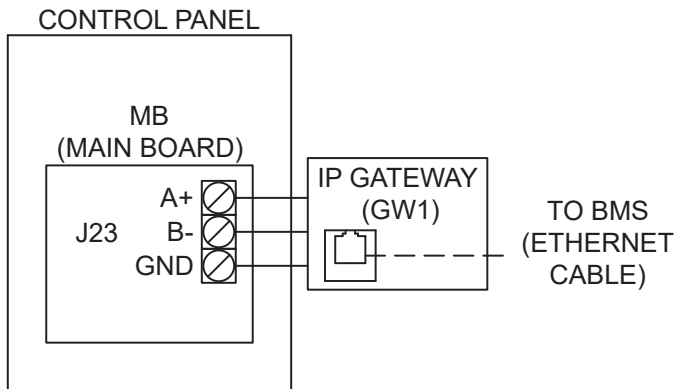 CONTROL PANEL
MB
(MAIN BOARD)
J23
A+
B-
GND
IP GATEWAY
(GW1)
TO BMS
(ETHERNET
CABLE)